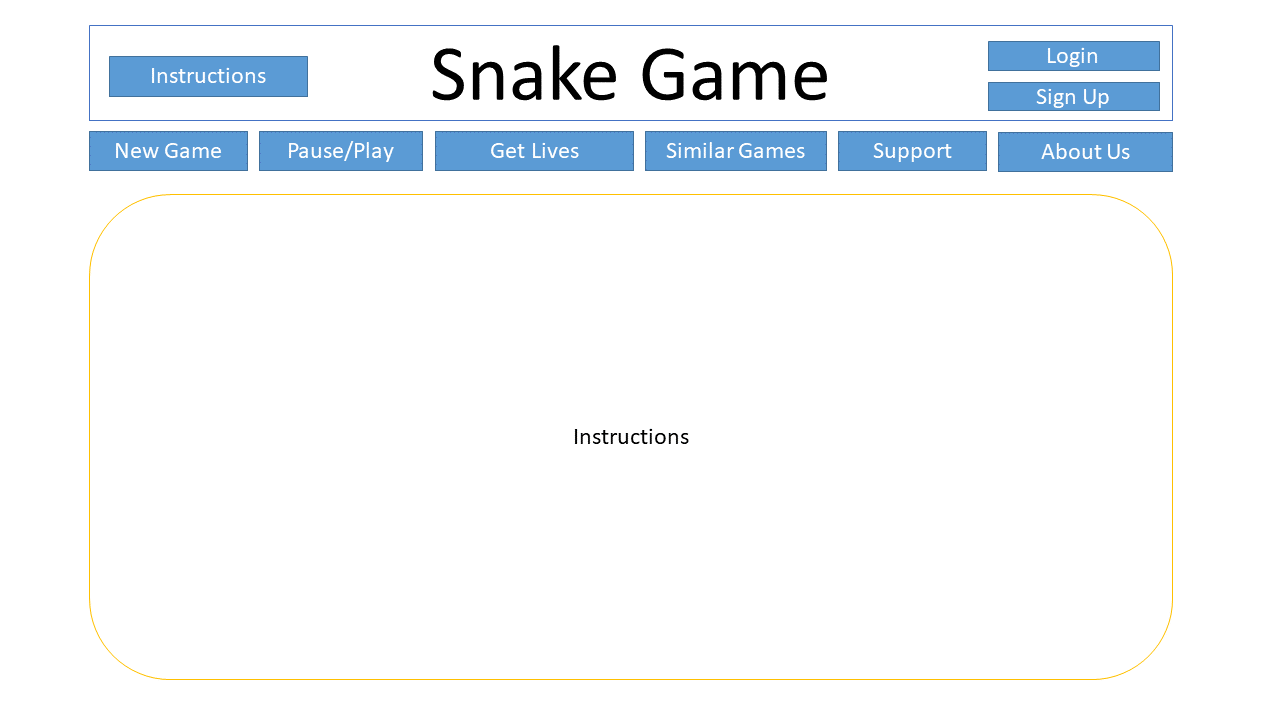 Instructions
Snake Game
Login
Sign Up
New Game
Pause/Play
Get Lives
Similar Games
Support
About Us
Instructions